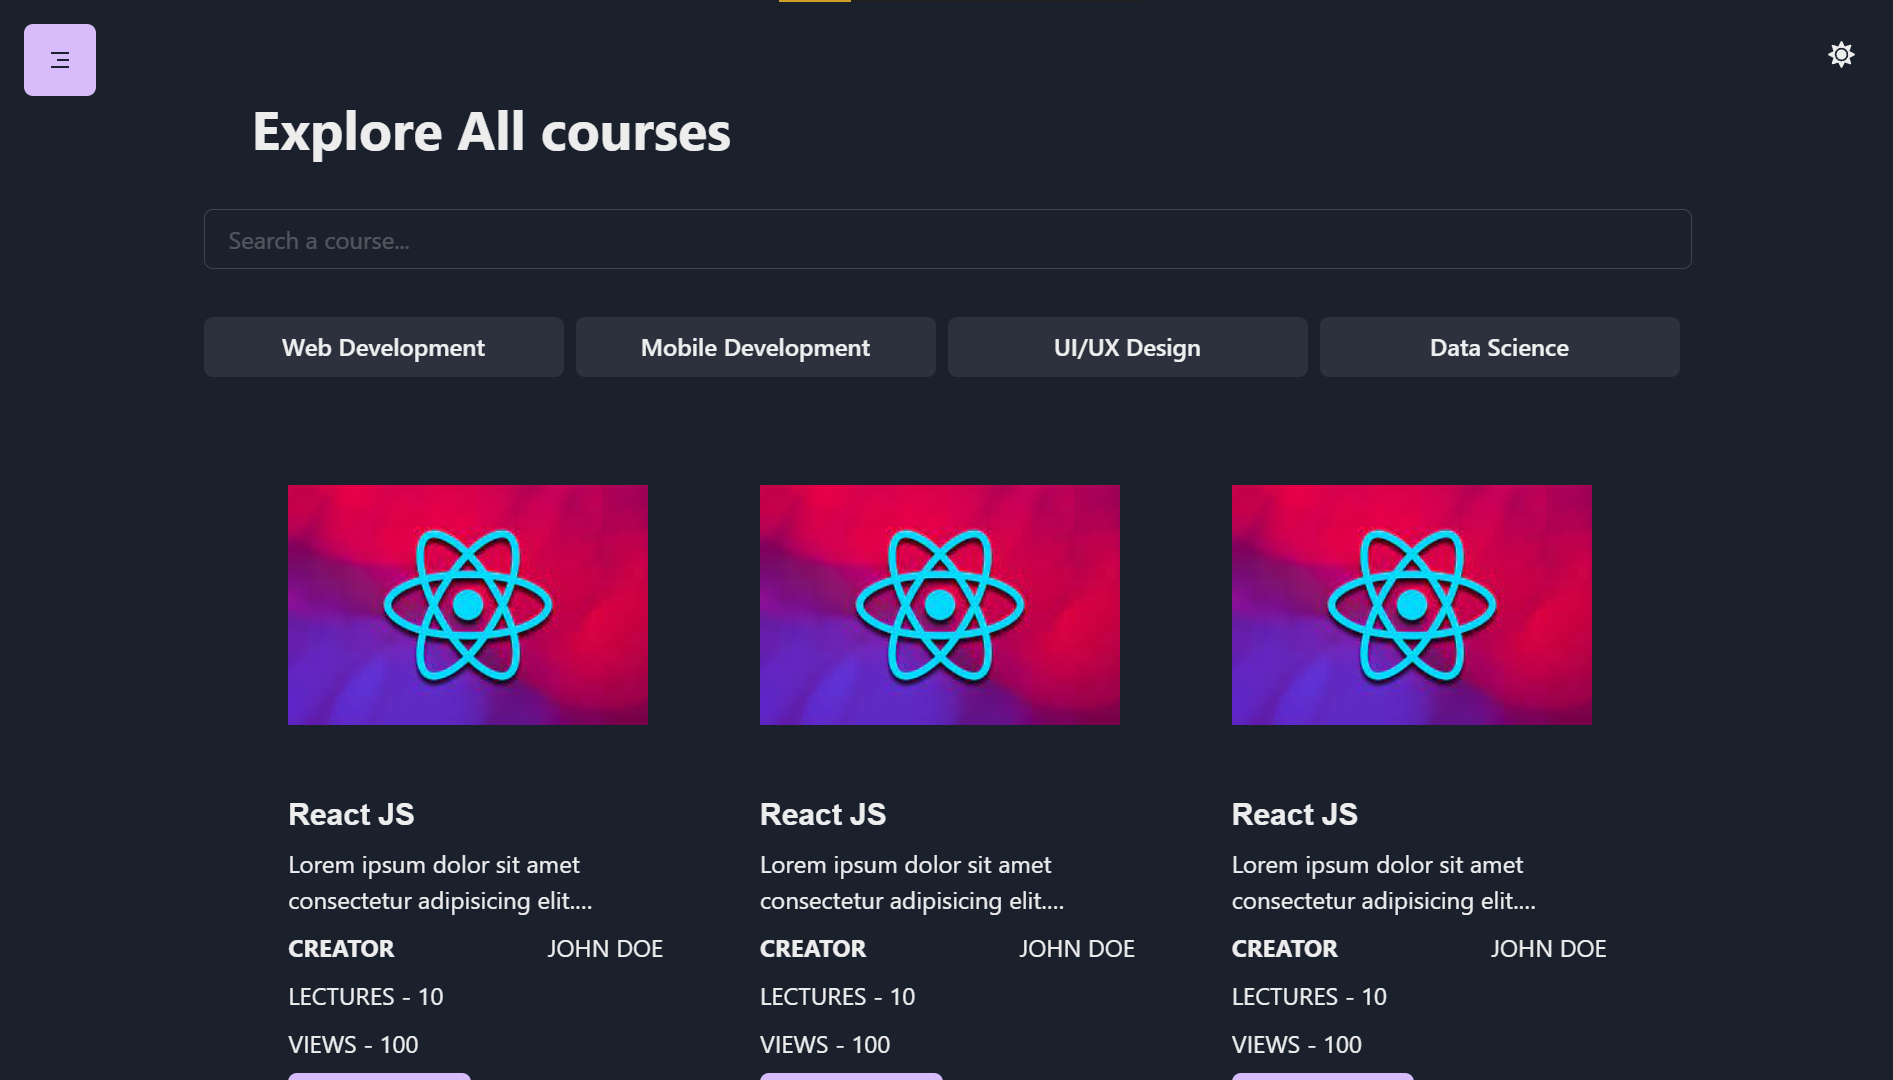 Explore All courses
Search a course...
Web Development
Mobile Development
UI/UX Design
Data Science
React JS
Lorem ipsum dolor sit amet
consectetur adipisicing elit....
CREATOR JOHN DOE
LECTURES - 10
VIEWS - 100
React JS
Lorem ipsum dolor sit amet
consectetur adipisicing elit....
CREATOR JOHN DOE
LECTURES - 10
VIEWS - 100
React JS
Lorem ipsum dolor sit amet
consectetur adipisicing elit....
CREATOR JOHN DOE
LECTURES - 10
VIEWS - 100